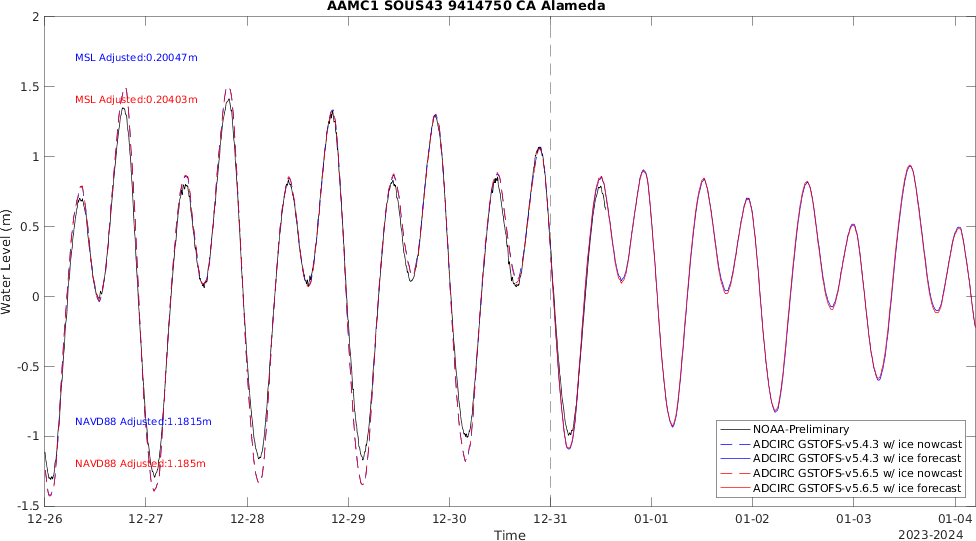 AAMC1 SOUS43 9414750 CA Alameda
2
1.5
1
0.5
0
-0.5
-1
-1.5
Water Level (m)
MSL Adjusted:0.20047m
MSL Adjusted:0.20403m
NAVD88 Adjusted:1.1815m
NAVD88 Adjusted:1.185m
NOAA-Preliminary
ADCIRC GSTOFS-v5.4.3 w/ ice nowcast
ADCIRC GSTOFS-v5.4.3 w/ ice forecast
ADCIRC GSTOFS-v5.6.5 w/ ice nowcast
ADCIRC GSTOFS-v5.6.5 w/ ice forecast
12-26 12-27 12-28 12-29 12-30 12-31 01-01 01-02 01-03 01-04
Time
2023-2024